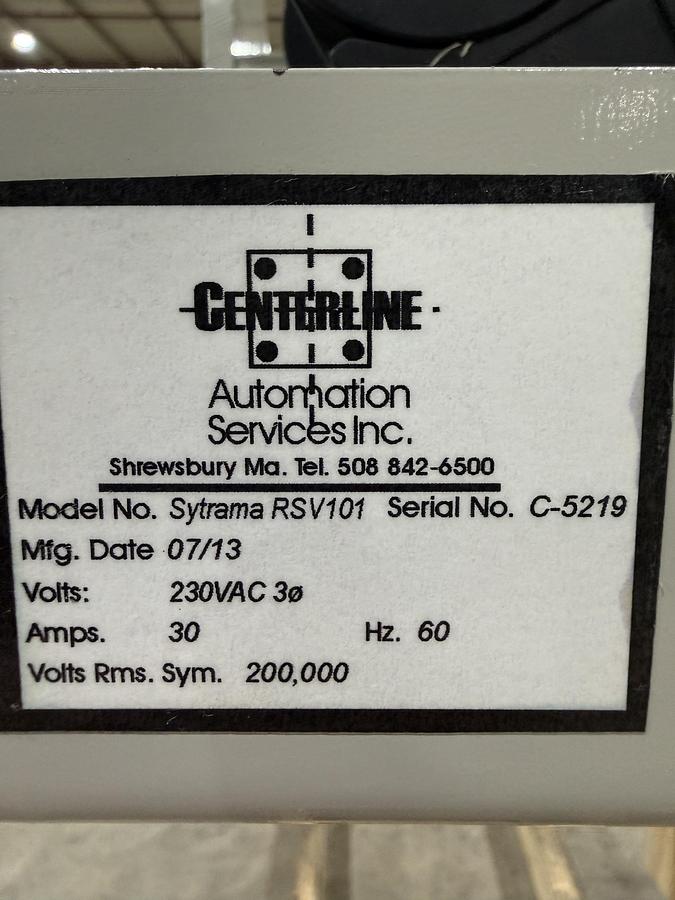 CENTERLINE
Automation
Services Inc.
Shrewsbury Ma. Tel. 508 842-6500
Model No. Sytrama RSV101 Serial No. C-5219
Mfg. Date 07/13
Volts: 230VAC 3ø
Amps. 30 Hz. 60
Volts Rms. Sym. 200,000